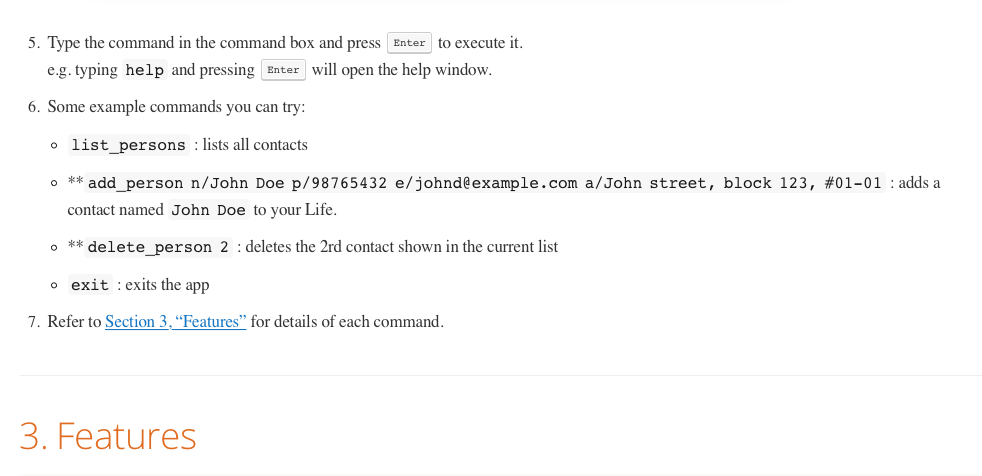 5. Type the command in the command box and press Enter to execute it.
e.g. typing help and pressing Enter will open the help window.
6. Some example commands you can try:
◦ list_persons : lists all contacts
◦ ** add_person n/John Doe p/98765432 e/johnd@example.com a/John street, block 123, #01-01 : adds a
contact named John Doe to your Life.
◦ ** delete_person 2 : deletes the 2rd contact shown in the current list
◦ exit : exits the app
7. Refer to Section 3, “Features” for details of each command.
3. Features